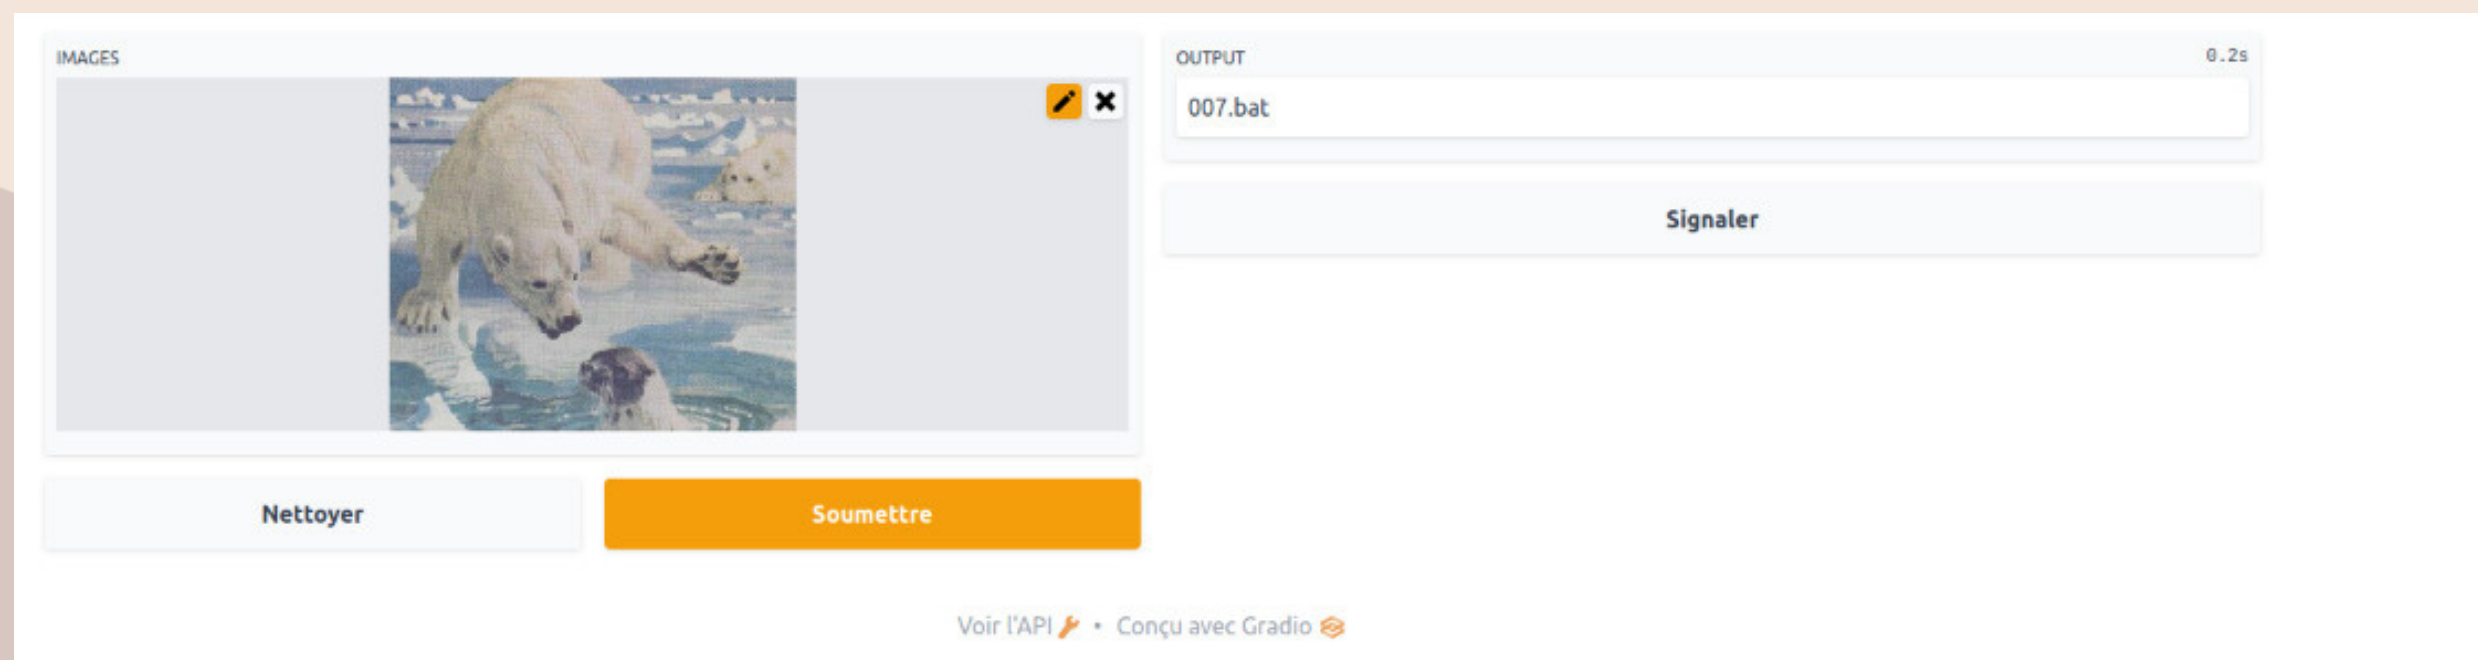 IMAGES
OUTPUT
0.2s
007.bat
Signaler
Nettoyer
Soumettre
Voir l'API • Conçu avec Gradio